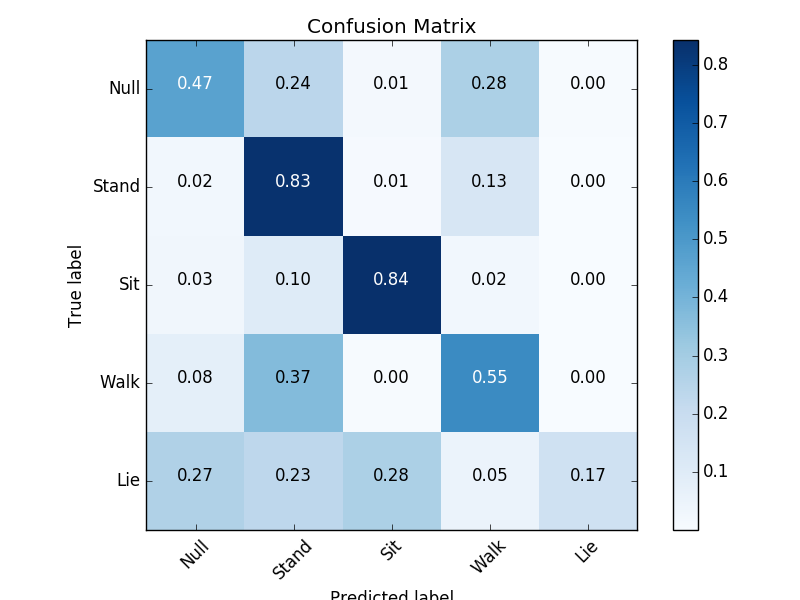 Confusion Matrix
Null 0.47 0.24 0.01 0.28 0.00
Stand 0.02 0.83 0.01 0.13 0.00
Sit 0.03 0.10 0.84 0.02 0.00
Walk 0.08 0.37 0.00 0.55 0.00
Lie 0.27 0.23 0.28 0.05 0.17
True label
Null Stand Sit Walk Lie
Predicted label
0.8
0.7
0.6
0.5
0.4
0.3
0.2
0.1